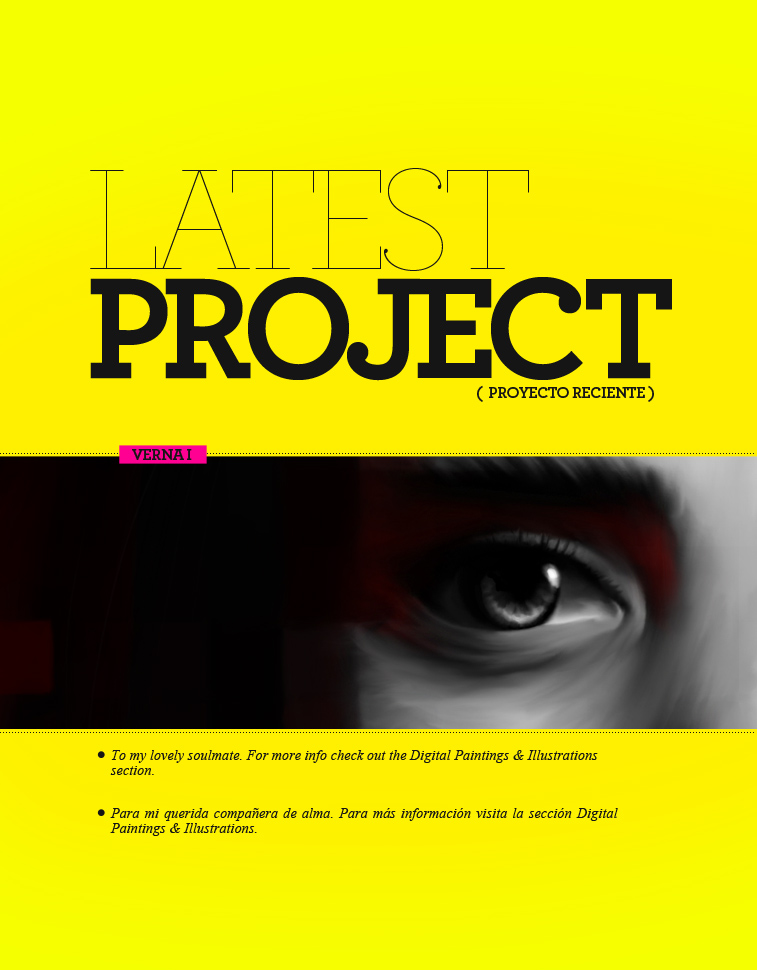 LATEST
PROJECT
( PROYECTO RECIENTE )
VERNA I
● To my lovely soulmate. For more info check out the Digital Paintings & Illustrations
section.
● Para mi querida compañera de alma. Para más información visita la sección Digital
Paintings & Illustrations.